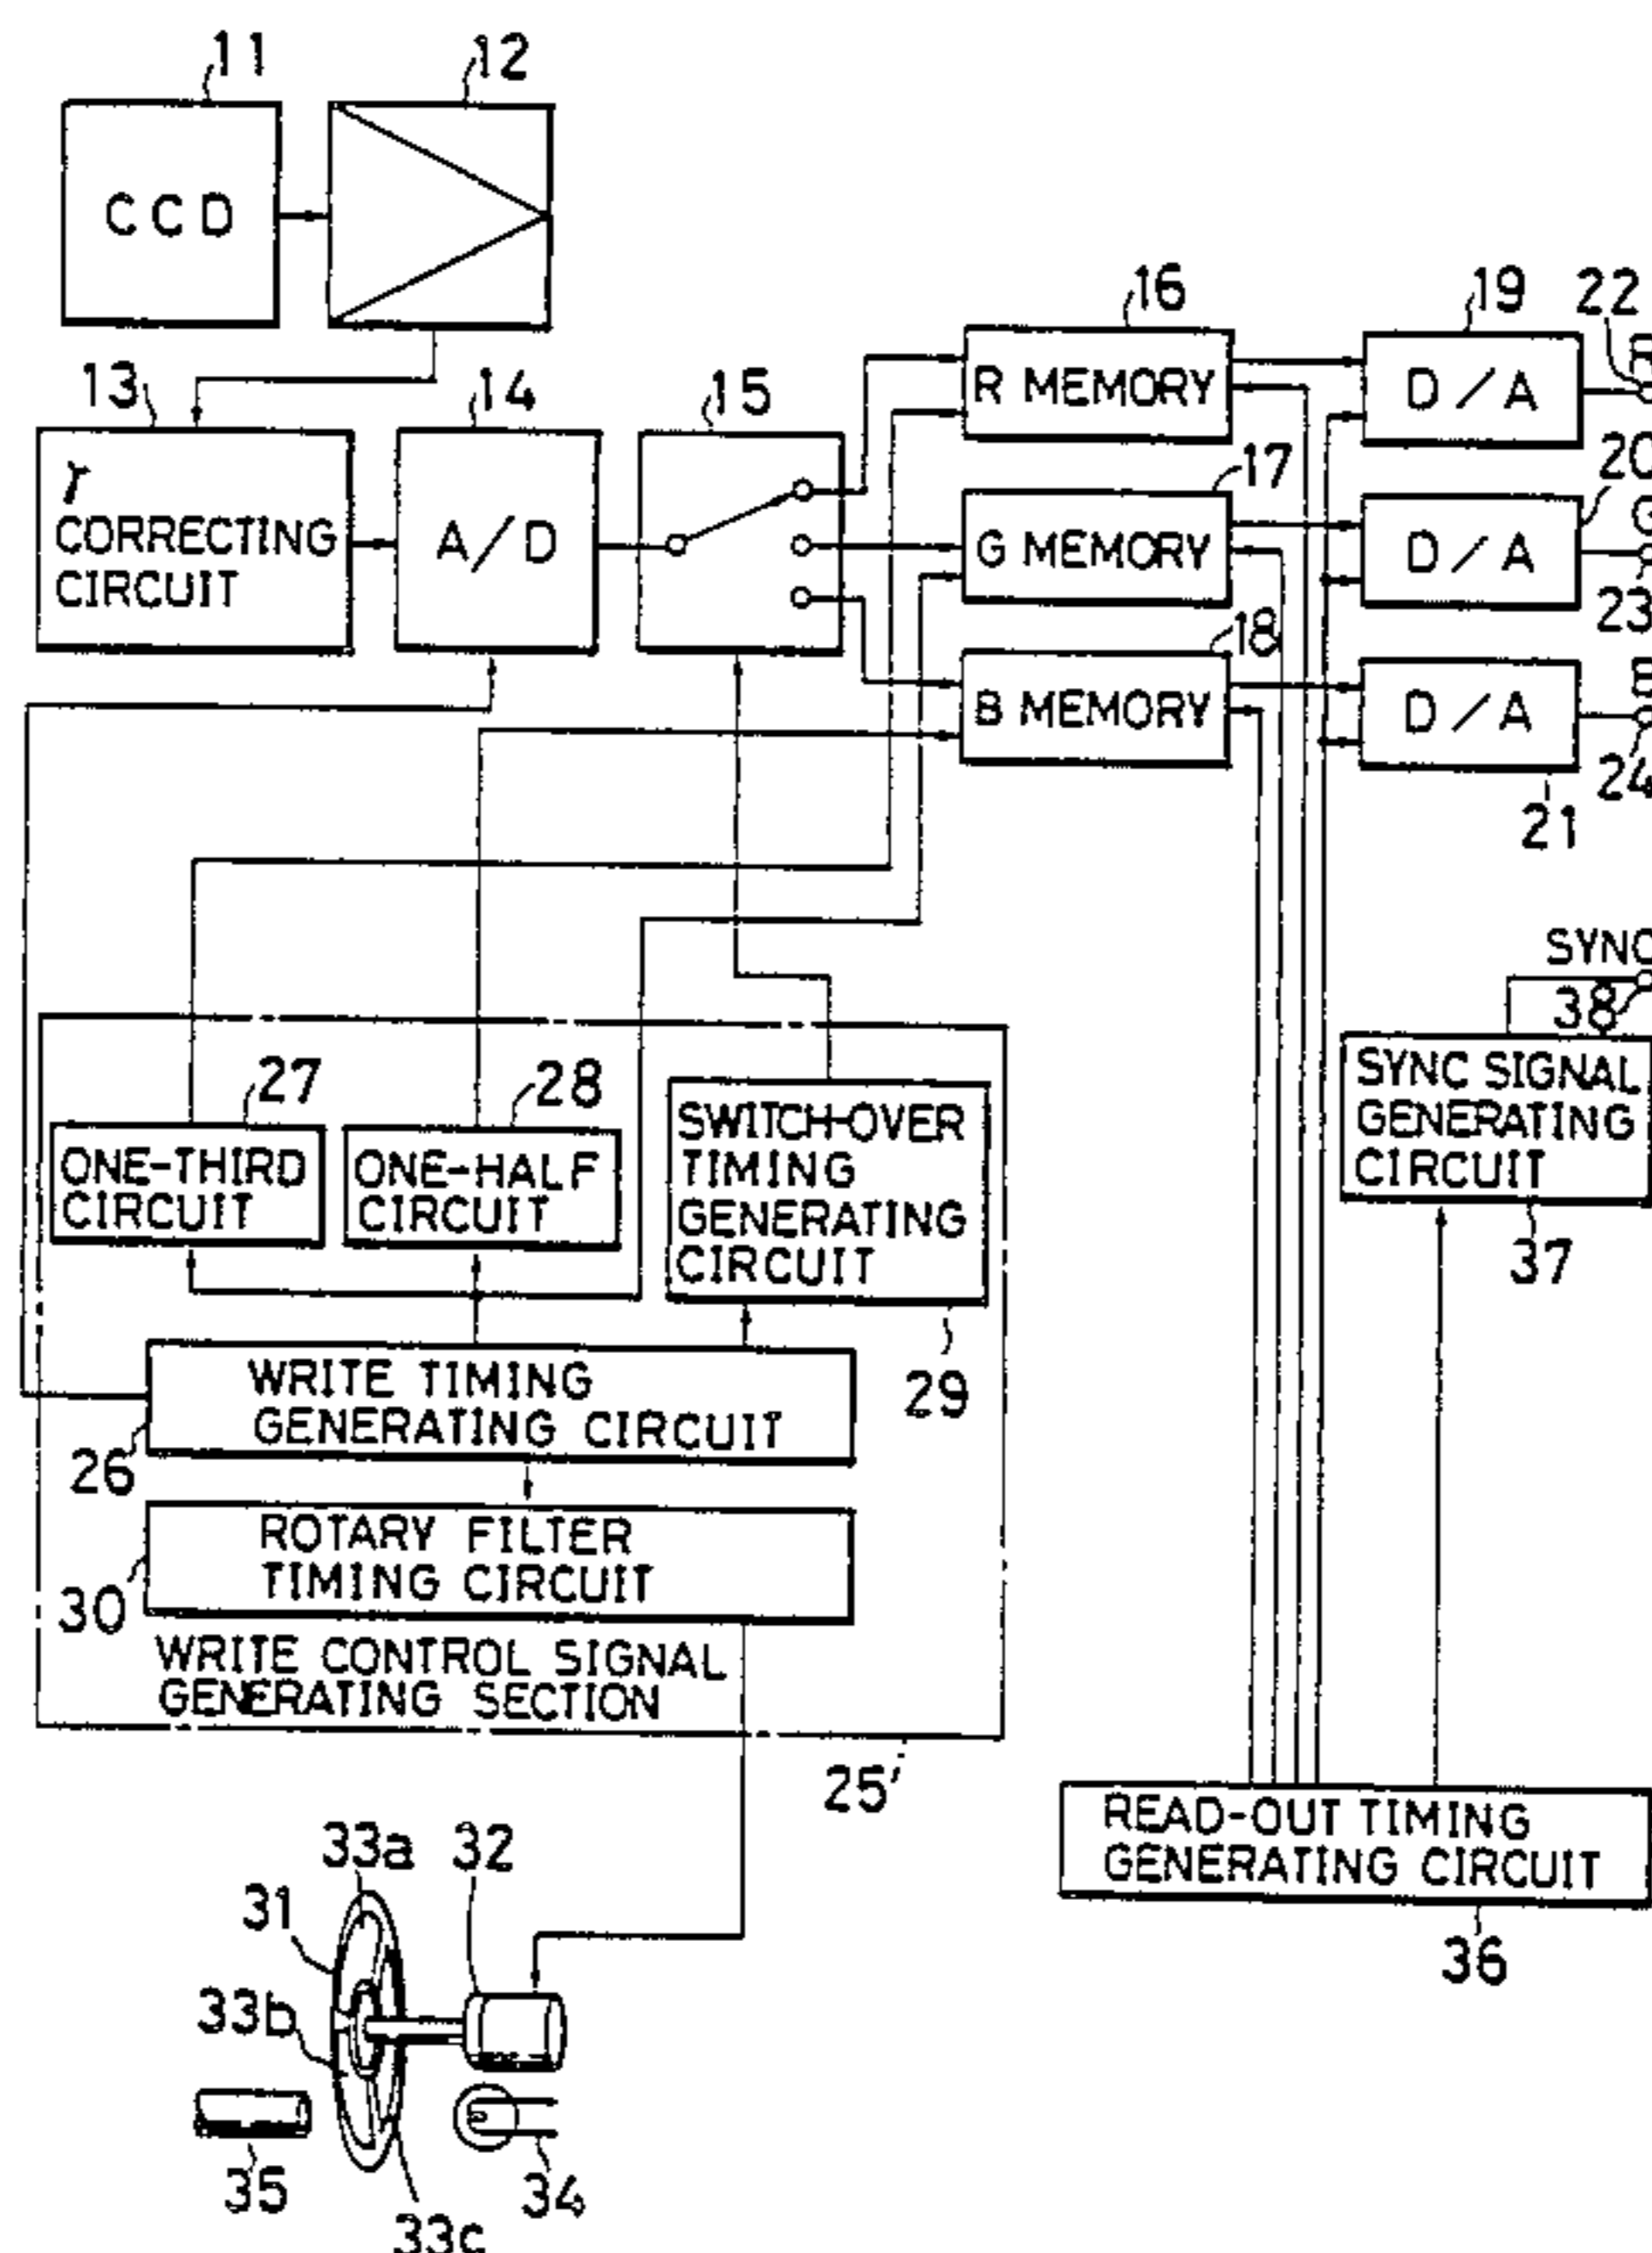 11
12
CCD
13
14
15
16
19
22
R MEMORY
D/A
γ
CORRECTING
CIRCUIT
A/D
17
20
G MEMORY
D/A
G
23
18
B MEMORY
D/A
24
21
SYNC
38
27
28
ONE-THIRD
CIRCUIT
ONE-HALF
CIRCUIT
SWITCH-OVER
TIMING
GENERATING
CIRCUIT
29
SYNC SIGNAL
GENERATING
CIRCUIT
37
WRITE TIMING
GENERATING CIRCUIT
26
ROTARY FILTER
TIMING CIRCUIT
30
WRITE CONTROL SIGNAL
GENERATING SECTION
25'
READ-OUT TIMING
GENERATING CIRCUIT
36
33a
32
31
33b
35
34
33c